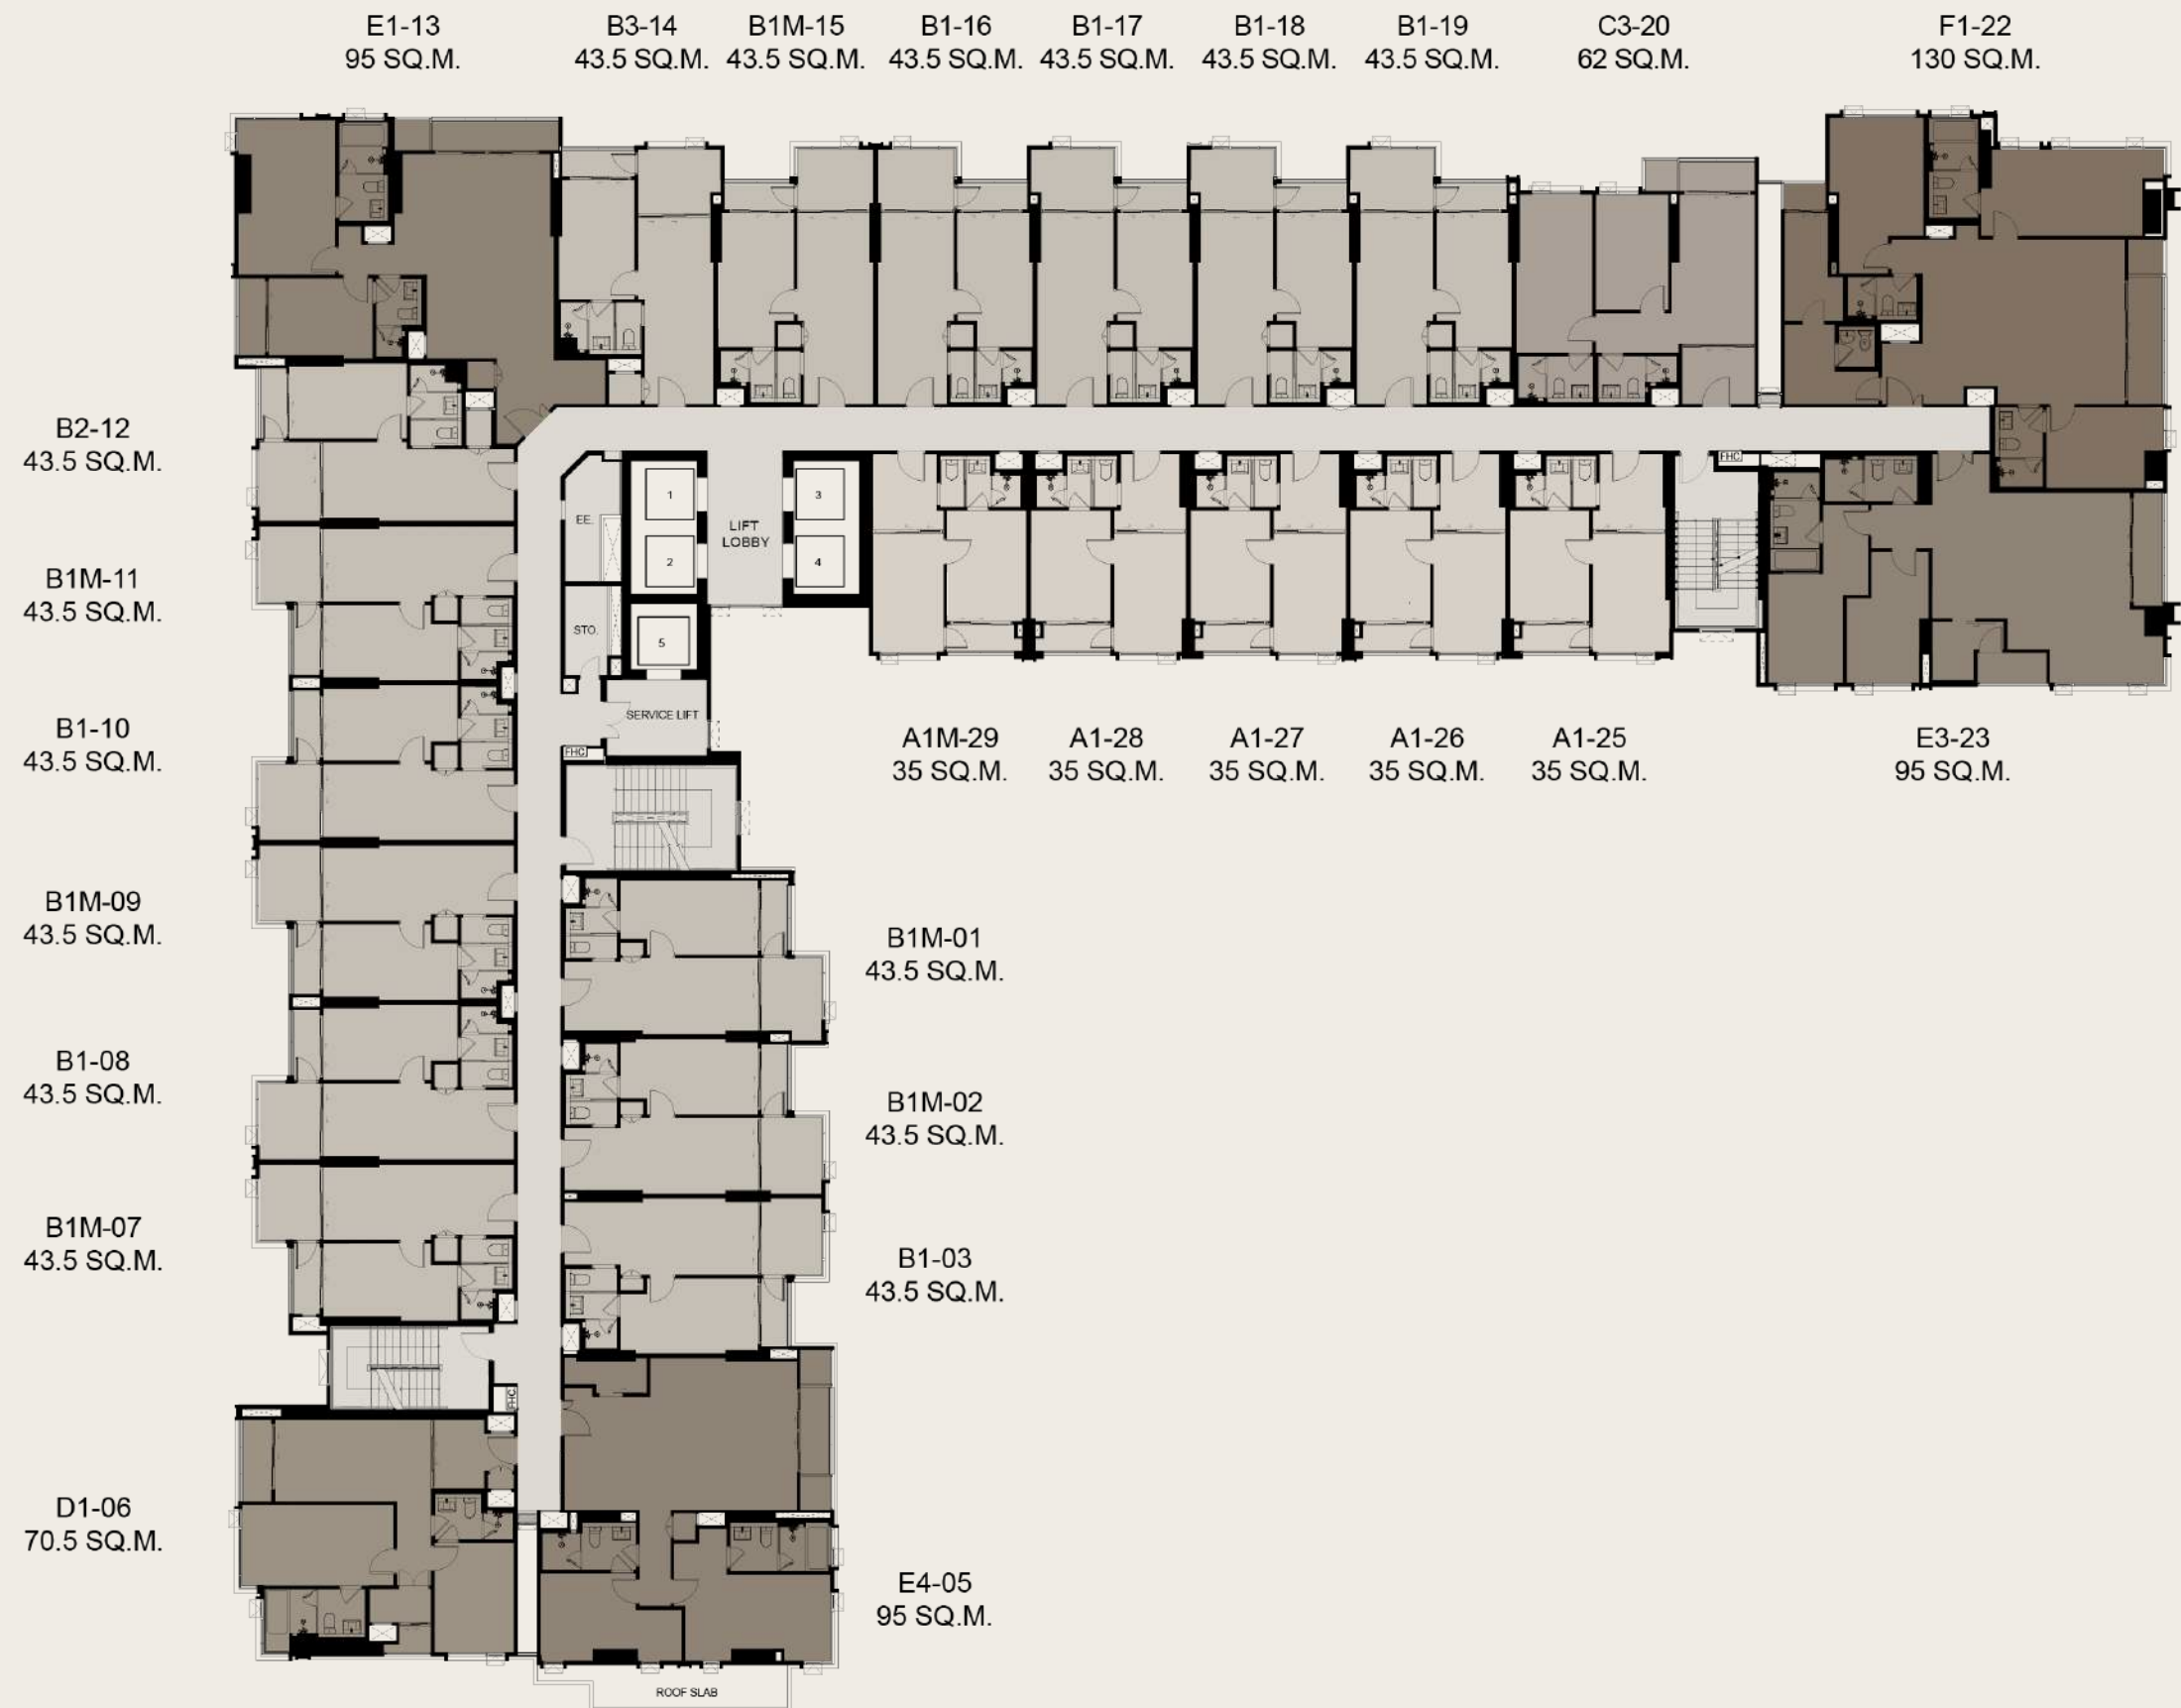 E1-13
95 SQ.M.
B3-14
43.5 SQ.M.
B1M-15
43.5 SQ.M.
B1-16
43.5 SQ.M.
B1-17
43.5 SQ.M.
B1-18
43.5 SQ.M.
B1-19
43.5 SQ.M.
C3-20
62 SQ.M.
F1-22
130 SQ.M.
B2-12
43.5 SQ.M.
B1M-11
43.5 SQ.M.
B1-10
43.5 SQ.M.
B1M-09
43.5 SQ.M.
B1-08
43.5 SQ.M.
B1M-07
43.5 SQ.M.
D1-06
70.5 SQ.M.
EE.
1
2
LIFT
LOBBY
3
4
STO.
5
SERVICE LIFT
FHC
FHC
FHC
A1M-29
35 SQ.M.
A1-28
35 SQ.M.
A1-27
35 SQ.M.
A1-26
35 SQ.M.
A1-25
35 SQ.M.
E3-23
95 SQ.M.
B1M-01
43.5 SQ.M.
B1M-02
43.5 SQ.M.
B1-03
43.5 SQ.M.
E4-05
95 SQ.M.
ROOF SLAB